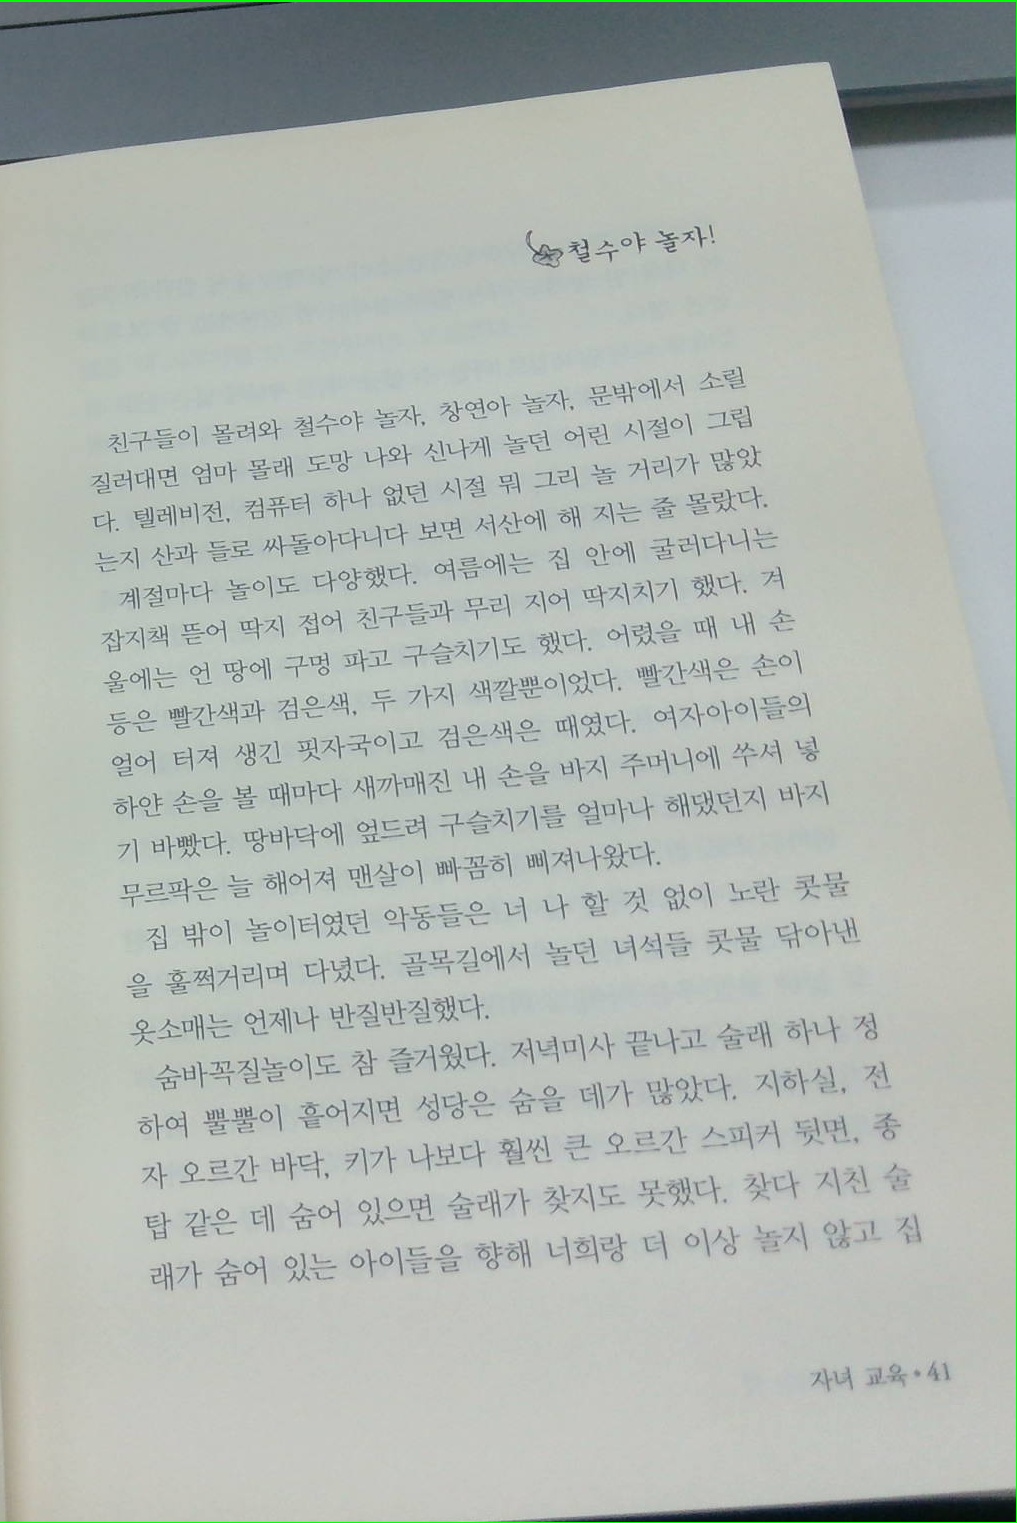 철수야 놀자!
친구들이 몰려와 철수야 놀자, 창연아 놀자, 문밖에서 소릴
질러대면 엄마 몰래 도망 나와 신나게 놀던 어린 시절이 그립
다. 텔레비전, 컴퓨터 하나 없던 시절 뭐 그리 놀 거리가 많았
는지 산과 들로 싸돌아다니다 보면 서산에 해 지는 줄 몰랐다.
계절마다 놀이도 다양했다. 여름에는 집 안에 굴러다니는
잡지책 뜯어 딱지 접어 친구들과 무리 지어 딱지치기 했다. 겨
울에는 언 땅에 구멍 파고 구슬치기도 했다. 어렸을 때 내 손
등은 빨간색과 검은색, 두 가지 색깔뿐이었다. 빨간색은 손이
얼어 터져 생긴 핏자국이고 검은색은 때였다. 여자아이들의
하얀 손을 볼 때마다 새까매진 내 손을 바지 주머니에 쑤셔 넣
기 바빴다. 땅바닥에 엎드려 구슬치기를 얼마나 해댔던지 바지
무르팍은 늘 해어져 맨살이 빠꼼히 삐져나왔다.
집 밖이 놀이터였던 악동들은 너 나 할 것 없이 노란 콧물
을 훌쩍거리며 다녔다. 골목길에서 놀던 녀석들 콧물 닦아낸
옷소매는 언제나 반질반질했다.
숨바꼭질놀이도 참 즐거웠다. 저녁미사 끝나고 술래 하나 정
하여 뿔뿔이 흩어지면 성당은 숨을 데가 많았다. 지하실, 전
자 오르간 바닥, 키가 나보다 훨씬 큰 오르간 스피커 뒷면, 종
탑 같은 데 숨어 있으면 술래가 찾지도 못했다. 찾다 지친 술
래가 숨어 있는 아이들을 향해 너희랑 더 이상 놀지 않고 집
자녀 교육 • 41